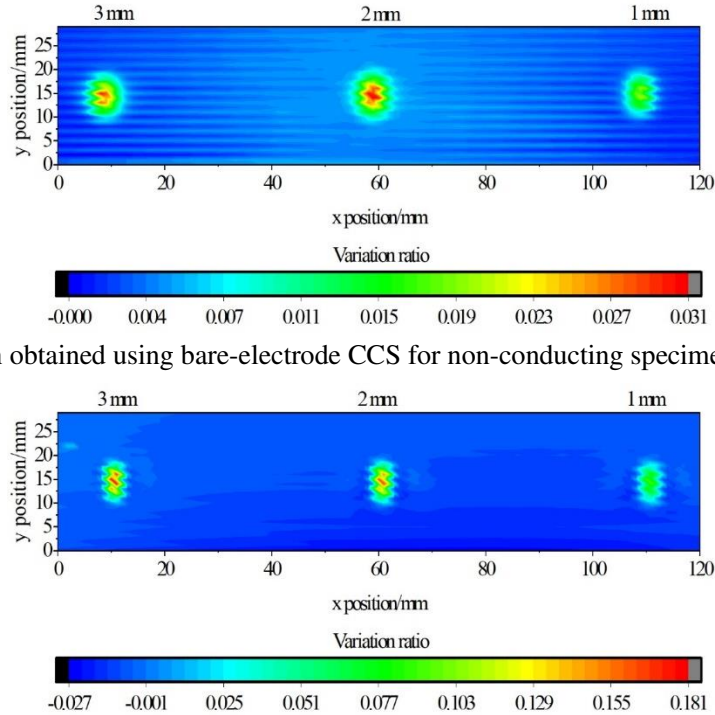 3 mm 2 mm 1 mm
25
20
15
10
5
0
y position/mm
0 20 40 60 80 100 120
x position/mm
Variation ratio
-0.000 0.004 0.007 0.011 0.015 0.019 0.023 0.027 0.031
obtained using bare-electrode CCS for non-conducting
3 mm 2 mm 1 mm
25
20
15
10
5
0
y position/mm
0 20 40 60 80 100 120
x position/mm
Variation ratio
-0.027 -0.001 0.025 0.051 0.077 0.103 0.129 0.155 0.181